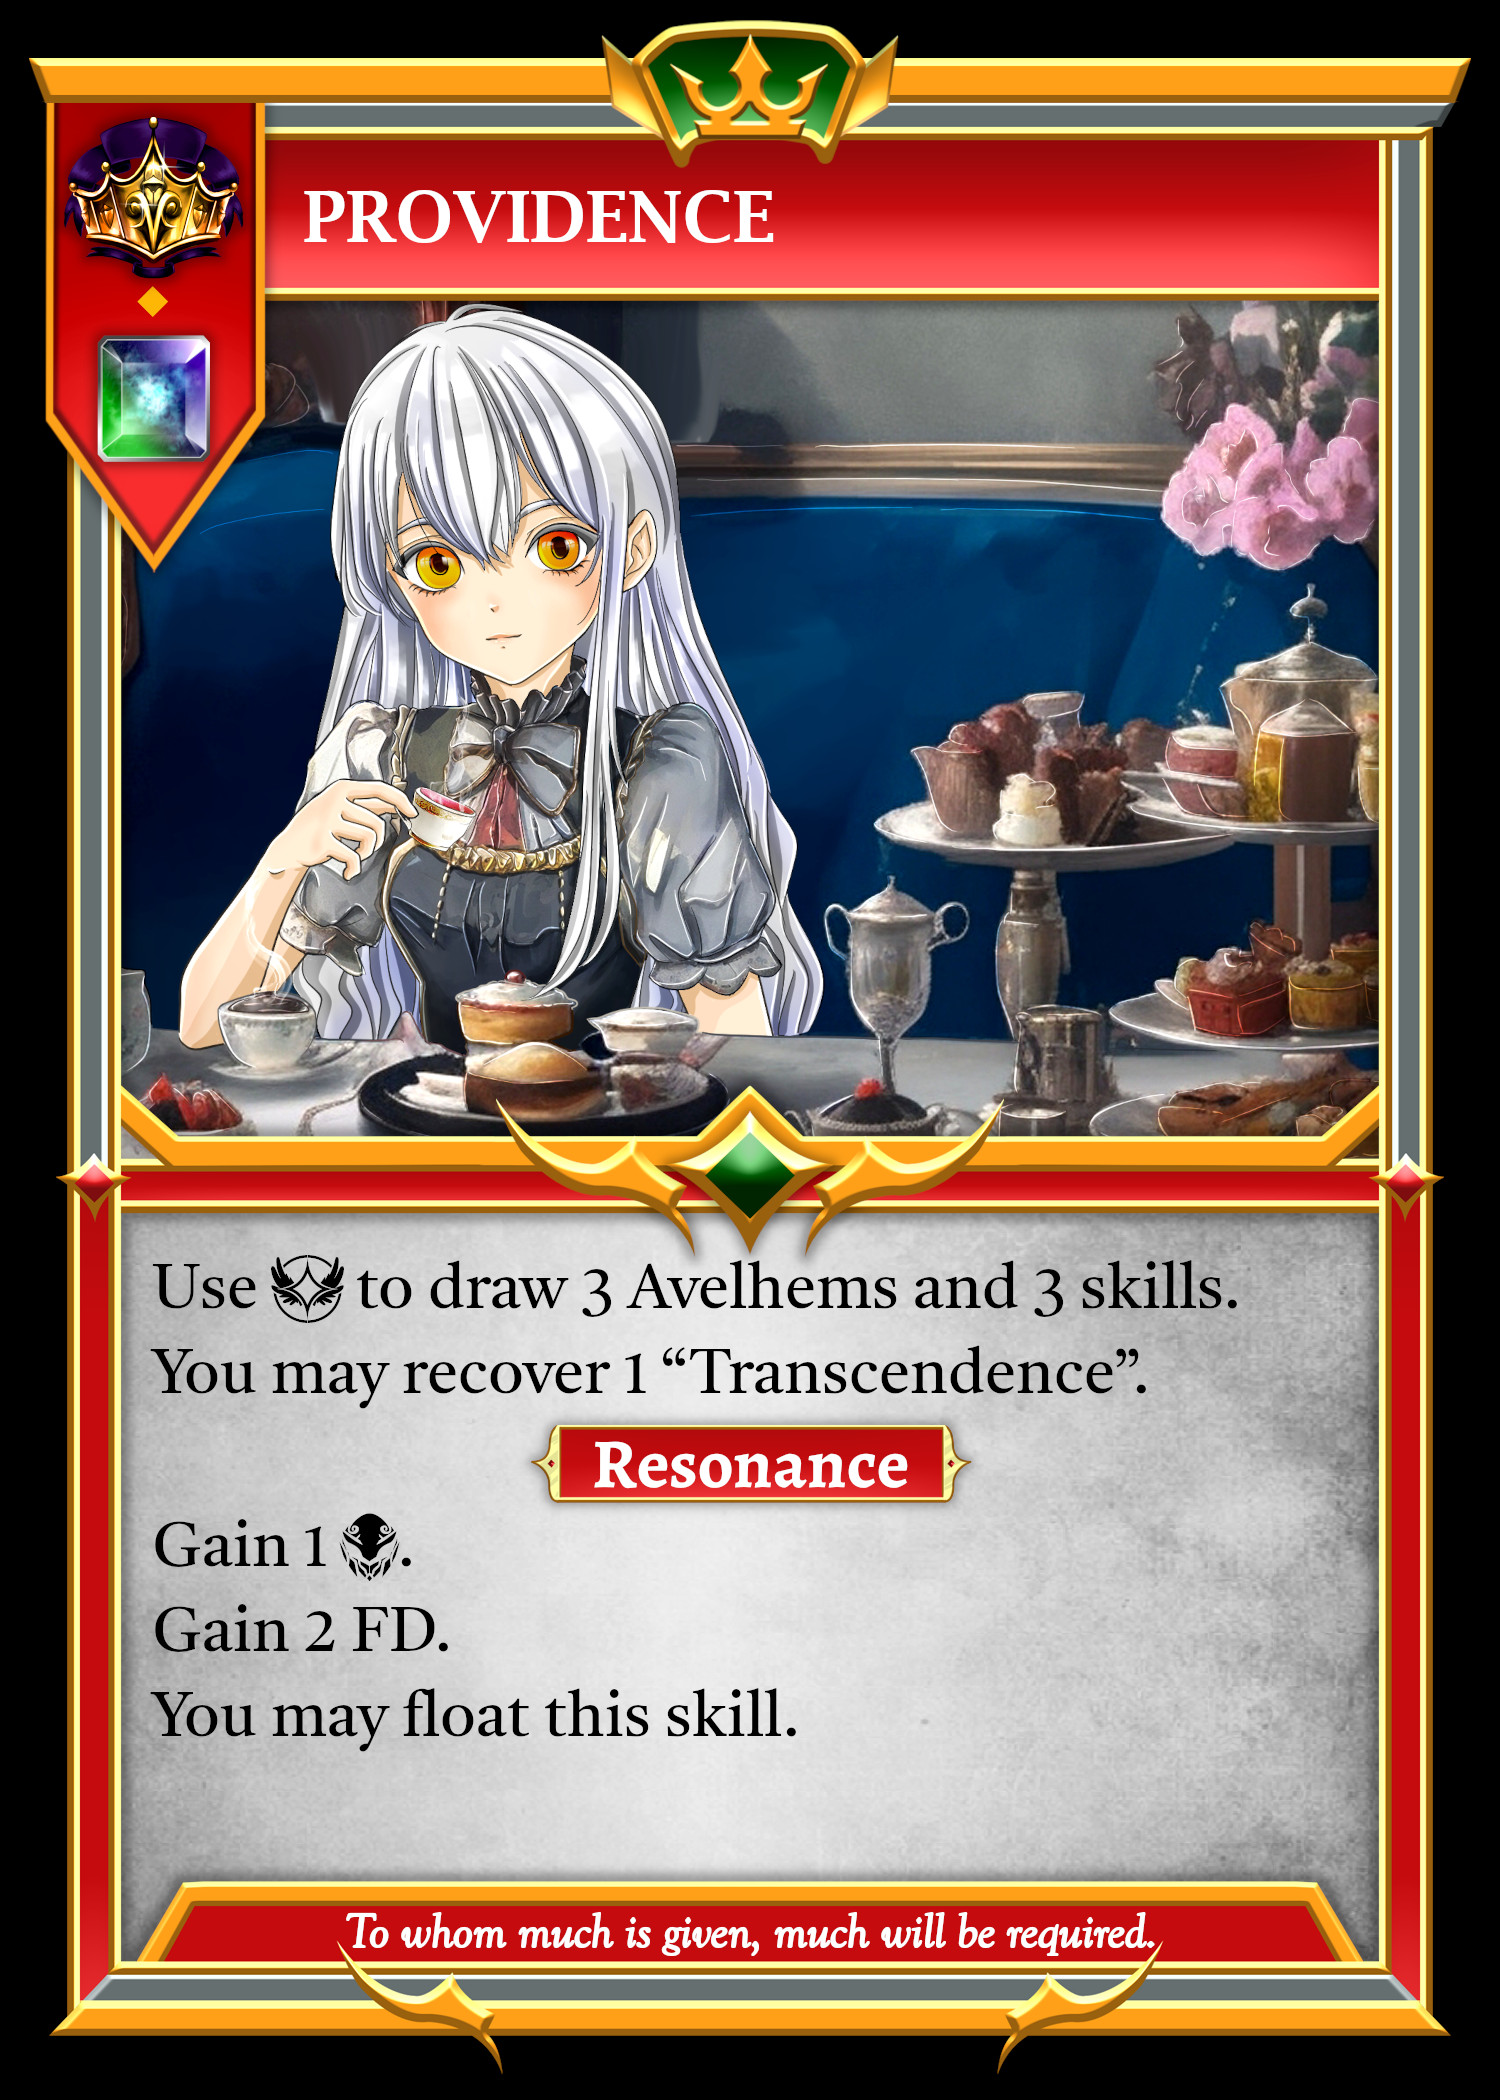 PROVIDENCE
Use to draw 3 Avelhems and 3 skills.
You may recover 1 “Transcendence”.
Resonance
Gain 1 .
Gain 2 FD.
You may float this skill.
To whom much is given, much will be required.